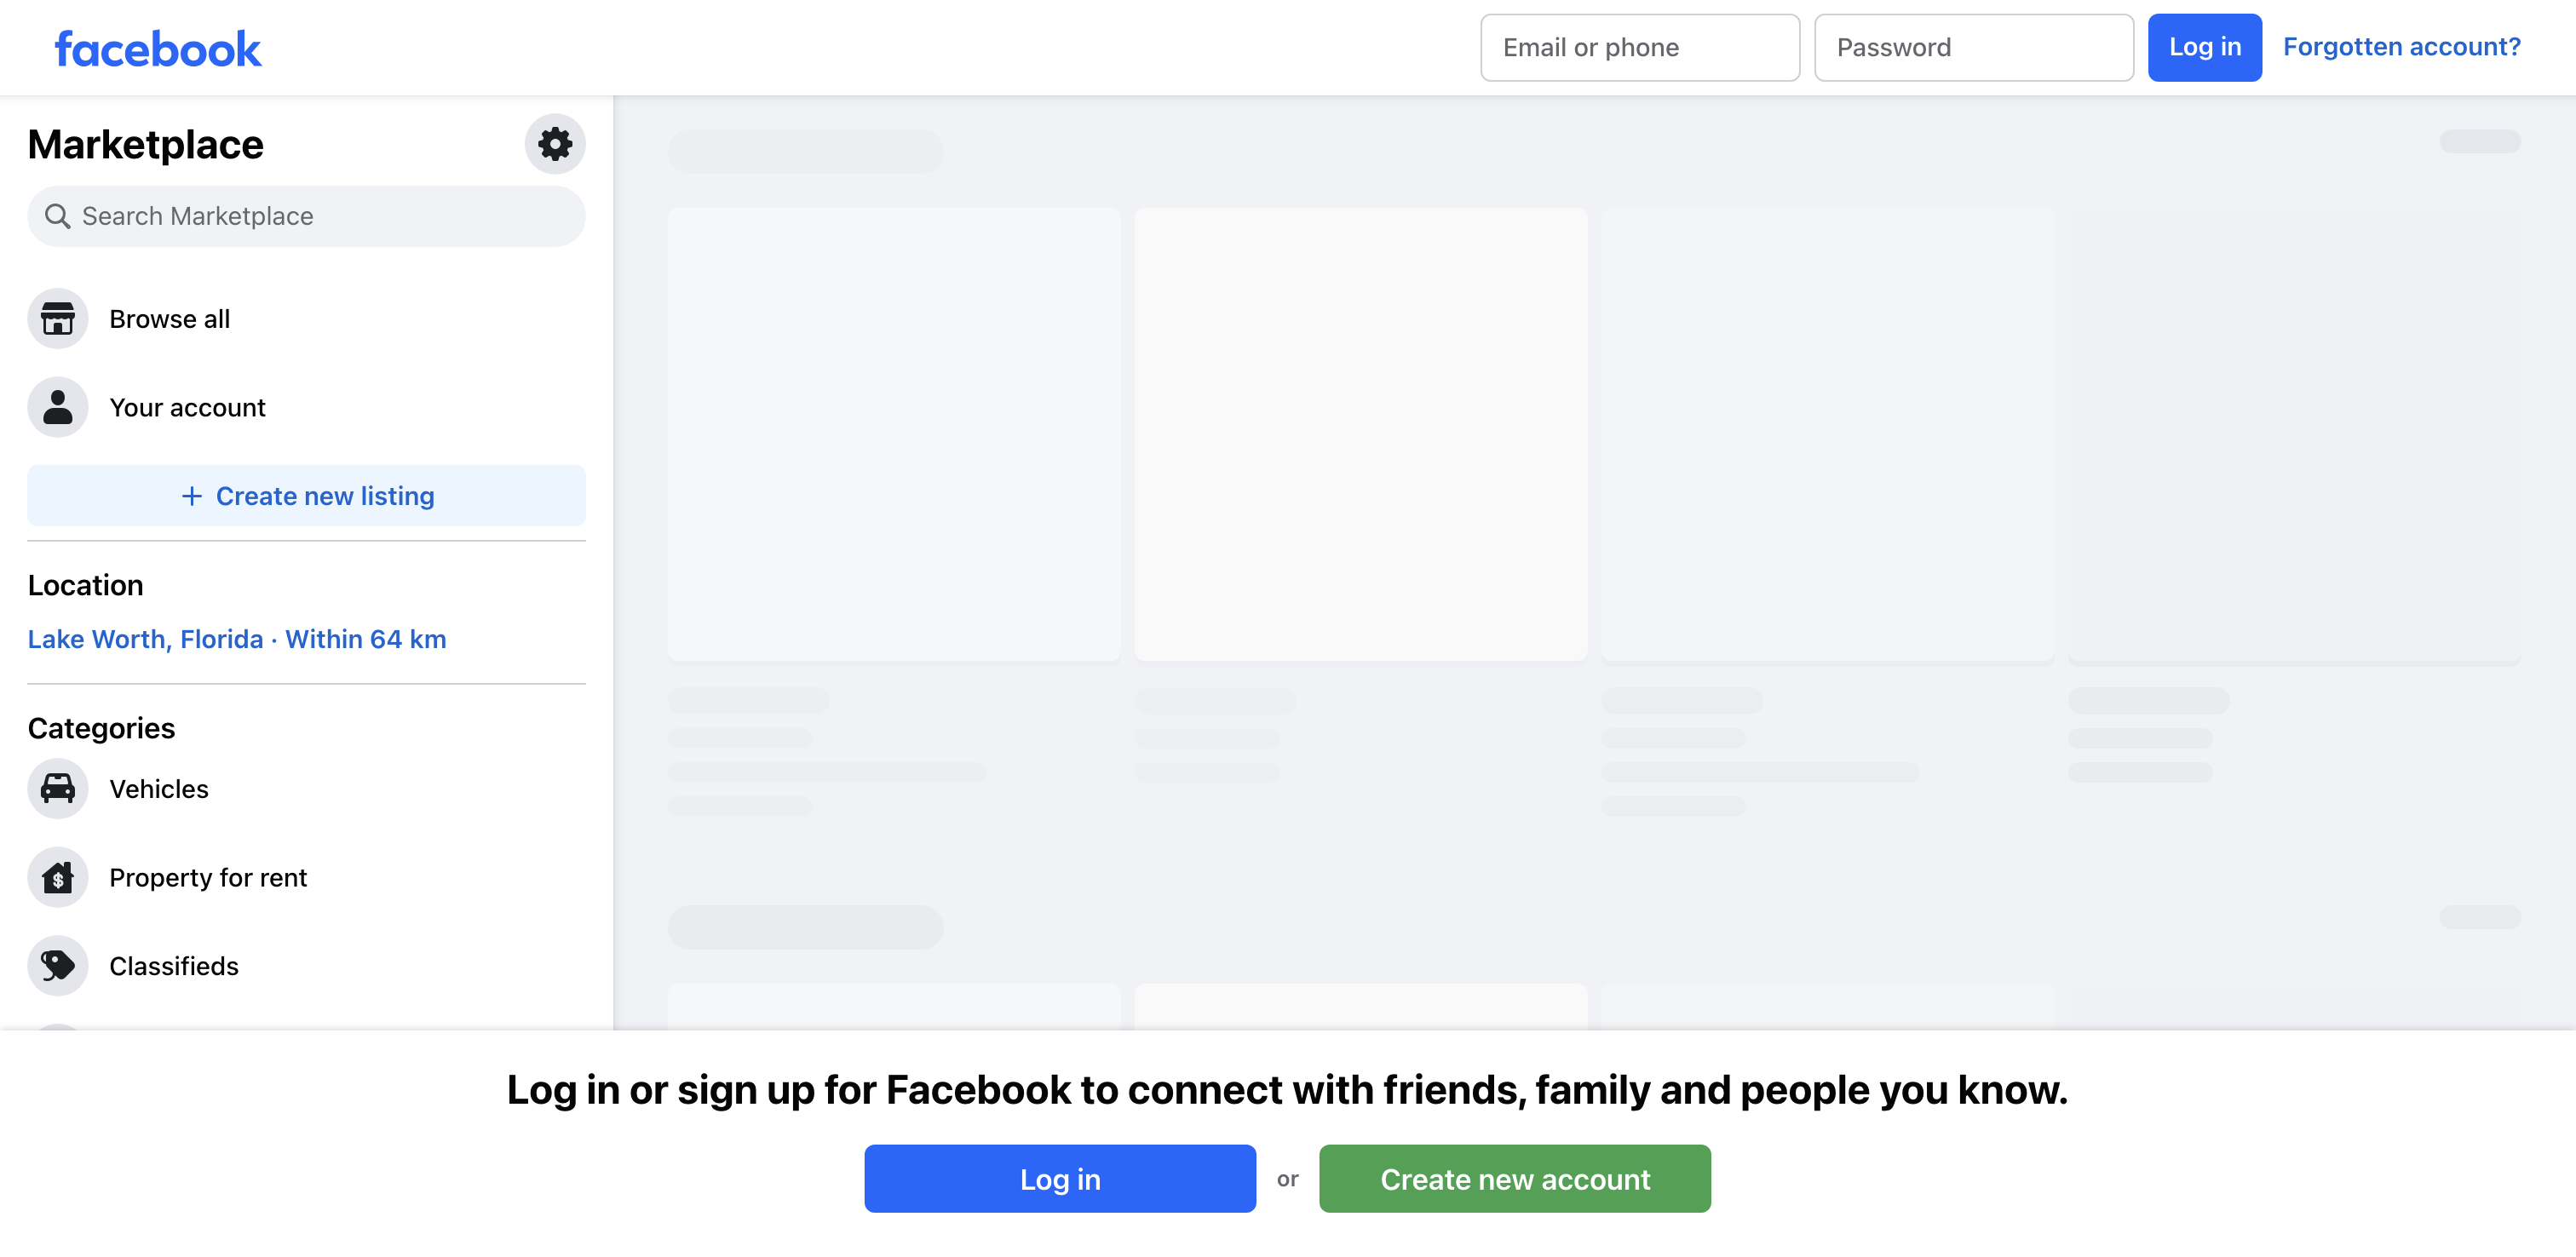 facebook
Email or phone
Password
Log in
Forgotten account?
Marketplace
Search Marketplace
Browse all
Your account
+ Create new listing
Location
Lake Worth, Florida · Within 64 km
Categories
Vehicles
Property for rent
Classifieds
Log in or sign up for Facebook to connect with friends, family and people you know.
Log in
or
Create new account